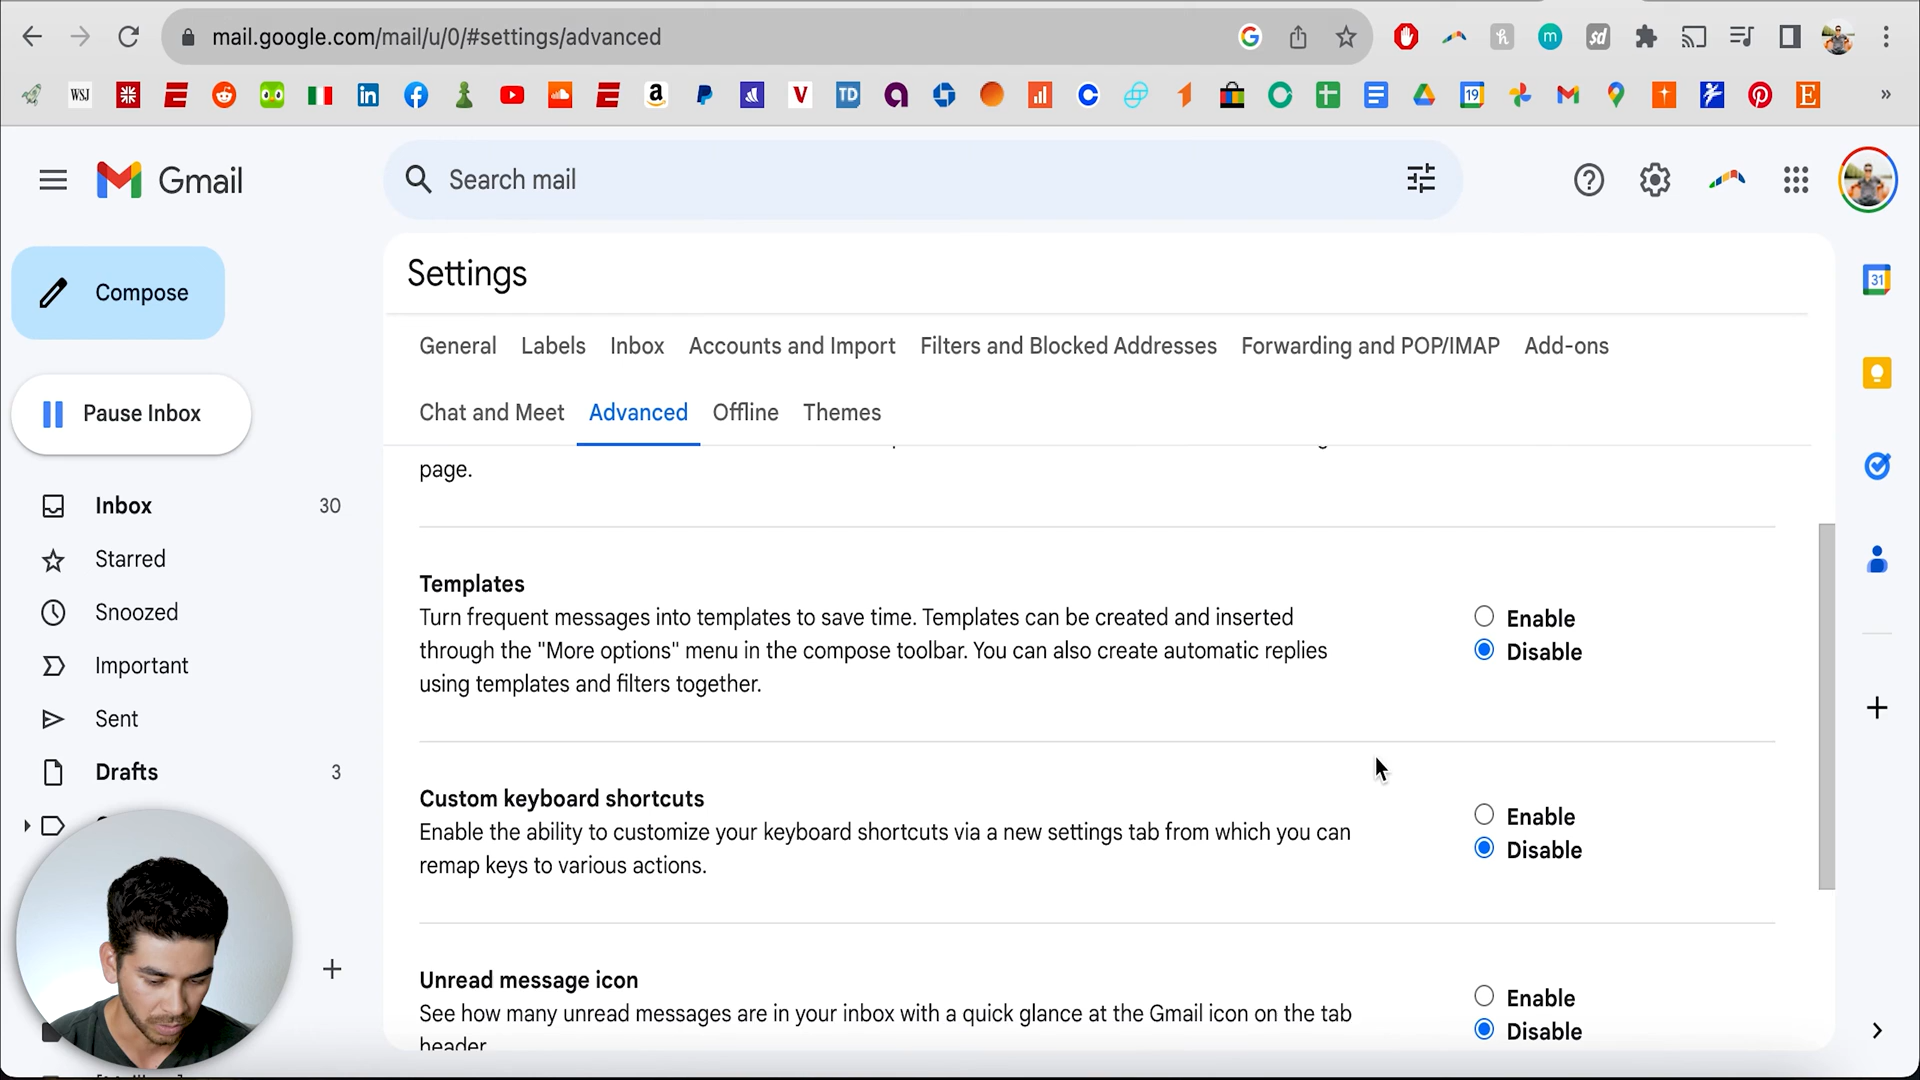 mail.google.com/mail/u/0/#settings/advanced
WSJ
TD
19
Gmail
Search mail
Compose
Settings
31
General Labels Inbox Accounts and Import Filters and Blocked Addresses Forwarding and POP/IMAP Add-ons
Pause Inbox
Chat and Meet Advanced Offline Themes
page.
Inbox 30
Starred
Snoozed
Important
Sent
Drafts 3
Templates
Turn frequent messages into templates to save time. Templates can be created and inserted
through the "More options" menu in the compose toolbar. You can also create automatic replies
using templates and filters together.
Enable
Disable
Custom keyboard shortcuts
Enable the ability to customize your keyboard shortcuts via a new settings tab from which you can
remap keys to various actions.
Enable
Disable
Unread message icon
See how many unread messages are in your inbox with a quick glance at the Gmail icon on the tab
header
Enable
Disable